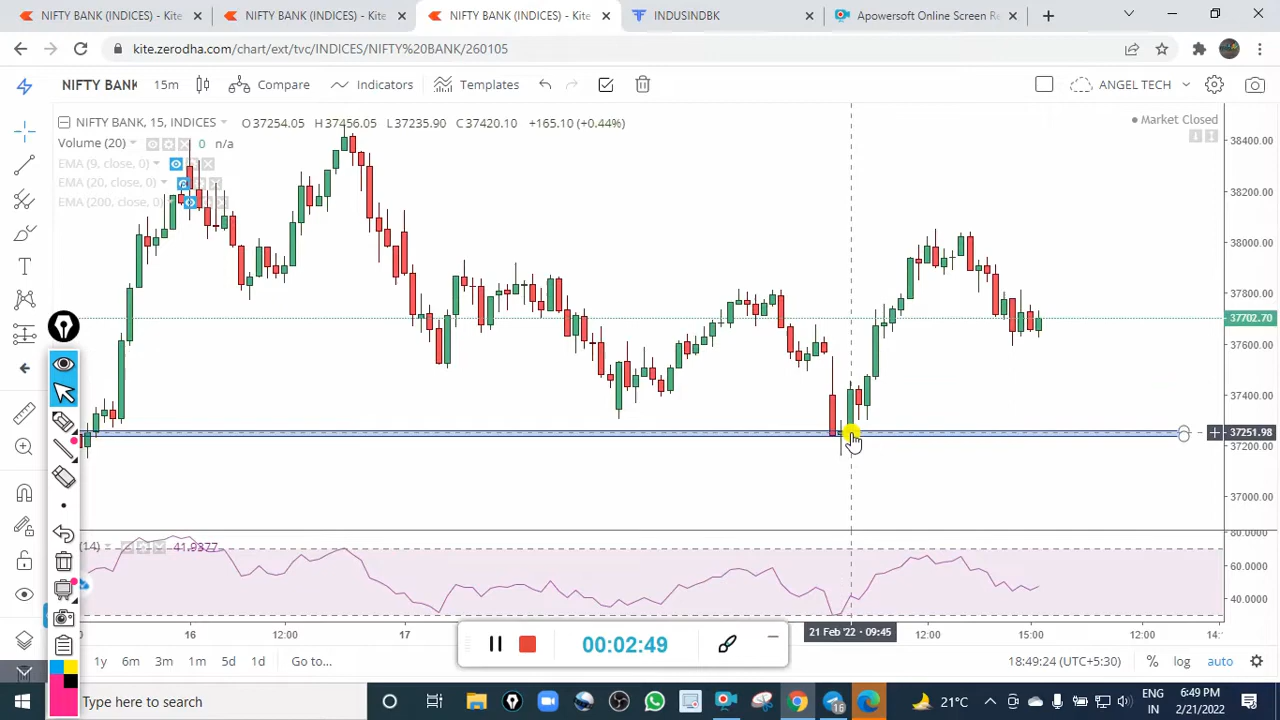 NIFTY BANK (INDICES) - Kite
NIFTY BANK (INDICES) - Kite
NIFTY BANK (INDICES) - Kite
INDUSINDBK
Apowersoft Online Screen Re
kite.zerodha.com/chart/ext/tvc/INDICES/NIFTY%20BANK/260105
NIFTY BANK
15m
Compare
Indicators
Templates
ANGEL TECH
NIFTY BANK, 15, INDICES
O37254.05 H37456.05 L37235.90 C37420.10 +165.10 (+0.44%)
Market Closed
Volume (20)
0 n/a
EMA (9, close, 0)
EMA (20, close, 0)
EMA (200, close, 0)
38400.00
38200.00
38000.00
37800.00
37702.70
37600.00
37400.00
37251.98
37200.00
37000.00
80.0000
(14)
41.9377
60.0000
40.0000
16
12:00
17
21 Feb '22 - 09:45
12:00
15:00
12:00
14:
00:02:49
1y 6m 3m 1m 5d 1d Go to...
18:49:24 (UTC+5:30)
% log auto
Type here to search
16
21°C
ENG
IN
6:49 PM
2/21/2022